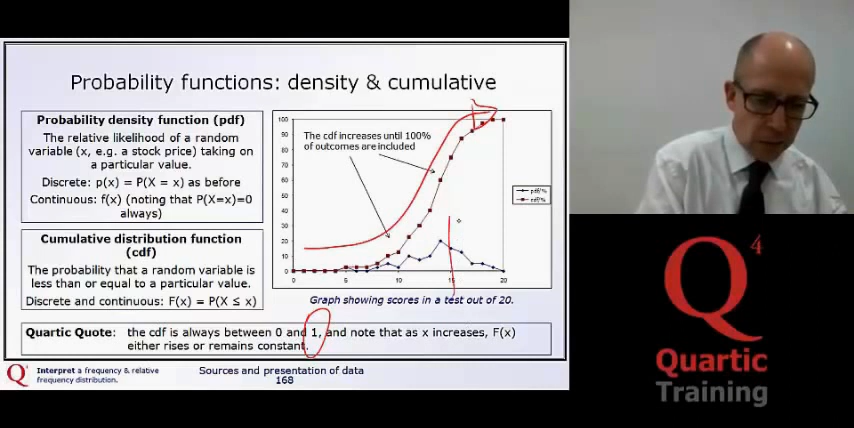 Probability functions: density & cumulative
Probability density function (pdf)
The relative likelihood of a random
variable (x, e.g. a stock price) taking on
a particular value.
Discrete: p(x) = P(X = x) as before
Continuous: f(x) (noting that P(X=x)=0
always)
Cumulative distribution function
(cdf)
The probability that a random variable is
less than or equal to a particular value.
Discrete and continuous: F(x) = P(X ≤ x)
100
90
80
70
60
50
40
30
20
10
0
The cdf increases until 100%
of outcomes are included
pdf/%
cdf/%
0
5
10
15
20
Graph showing scores in a test out of 20.
Quartic Quote: the cdf is always between 0 and 1, and note that as x increases, F(x)
either rises or remains constant.
Q4
Interpret a frequency & relative
frequency distribution.
Sources and presentation of data
168
Q4
Quartic
Training